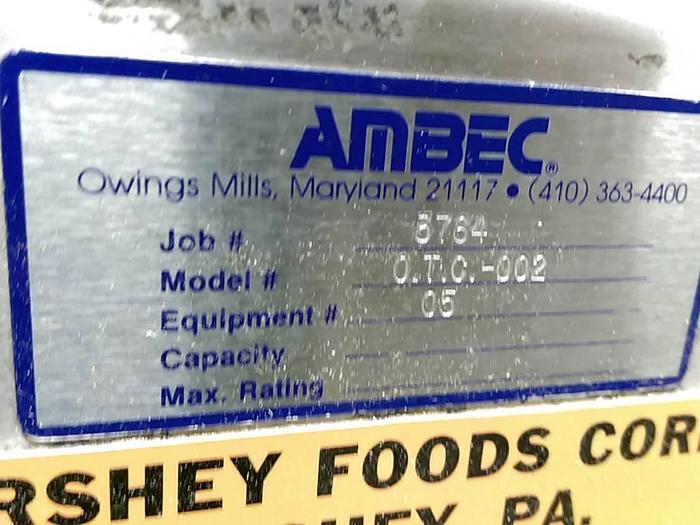 AMBEC®
Owings Mills, Maryland 21117 • (410) 363-4400
Job # 8764
Model # O.T.C.-002
Equipment # 05
Capacity
Max. Rating
RSHEY FOODS COR
HEY, PA.